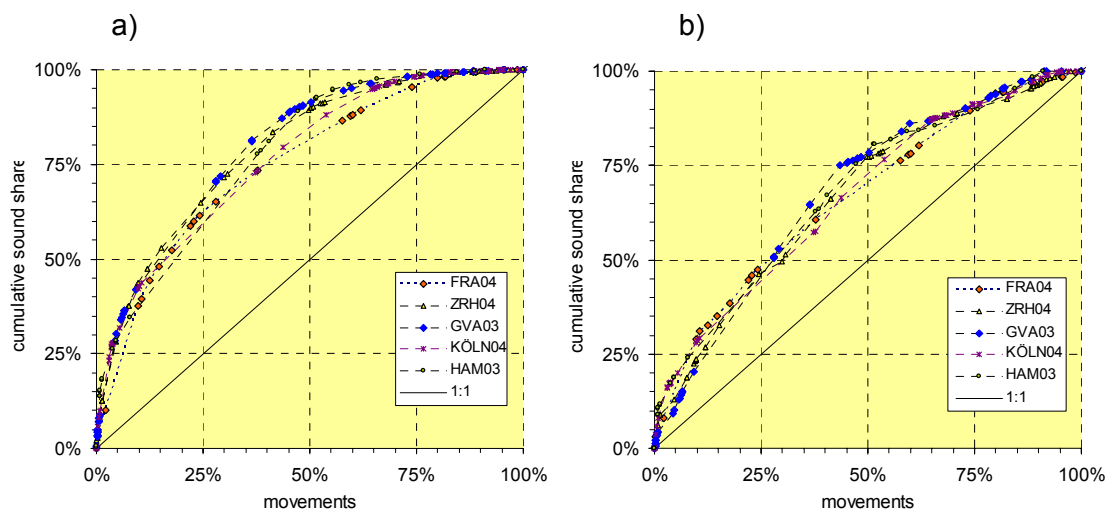 a)
100%
75%
50%
25%
0%
cumulative sound share
0% 25% 50% 75% 100%
movements
FRA04
ZRH04
GVA03
KÖLN04
HAM03
1:1
b)
100%
75%
50%
25%
0%
cumulative sound share
0% 25% 50% 75% 100%
movements
FRA04
ZRH04
GVA03
KÖLN04
HAM03
1:1